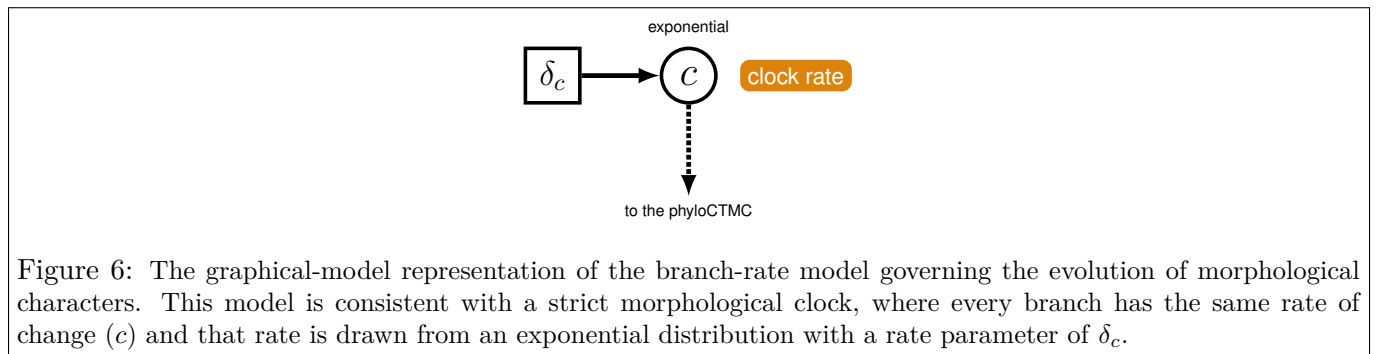 exponential
δ_c c clock rate
to the phyloCTMC
Figure 6: The graphical-model representation of the branch-rate model governing the evolution of morphological
characters. This model is consistent with a strict morphological clock, where every branch has the same rate of
change (c) and that rate is drawn from an exponential distribution with a rate parameter of δ_c.